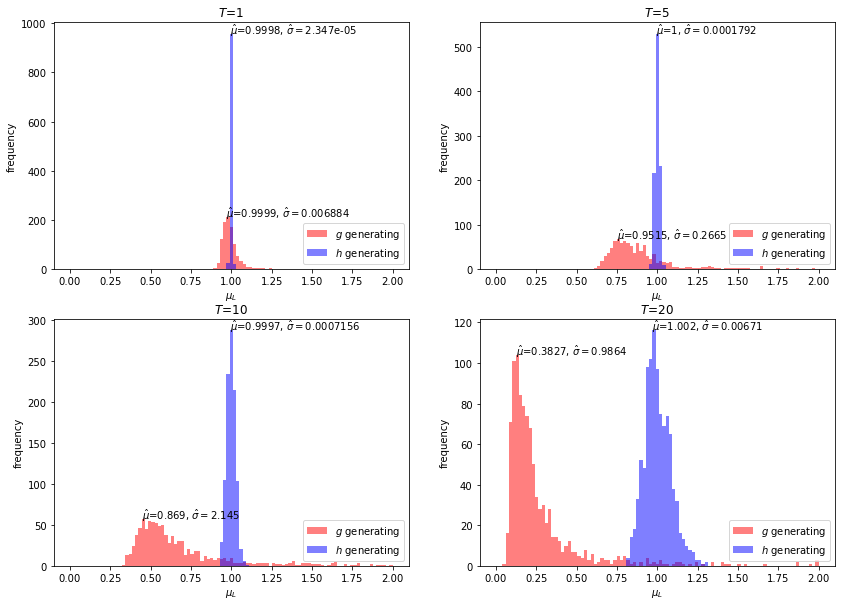 T=1
frequency
1000
800
600
400
200
0
μ̂=0.9998, σ̂=2.347e-05
μ̂=0.9999, σ̂=0.006884
g generating
h generating
0.00 0.25 0.50 0.75 1.00 1.25 1.50 1.75 2.00
μ_L
T=5
frequency
500
400
300
200
100
0
μ̂=1, σ̂=0.0001792
μ̂=0.9515, σ̂=0.2665
g generating
h generating
0.00 0.25 0.50 0.75 1.00 1.25 1.50 1.75 2.00
μ_L
T=10
frequency
300
250
200
150
100
50
0
μ̂=0.9997, σ̂=0.0007156
μ̂=0.869, σ̂=2.145
g generating
h generating
0.00 0.25 0.50 0.75 1.00 1.25 1.50 1.75 2.00
μ_L
T=20
frequency
120
100
80
60
40
20
0
μ̂=1.002, σ̂=0.00671
μ̂=0.3827, σ̂=0.9864
g generating
h generating
0.00 0.25 0.50 0.75 1.00 1.25 1.50 1.75 2.00
μ_L